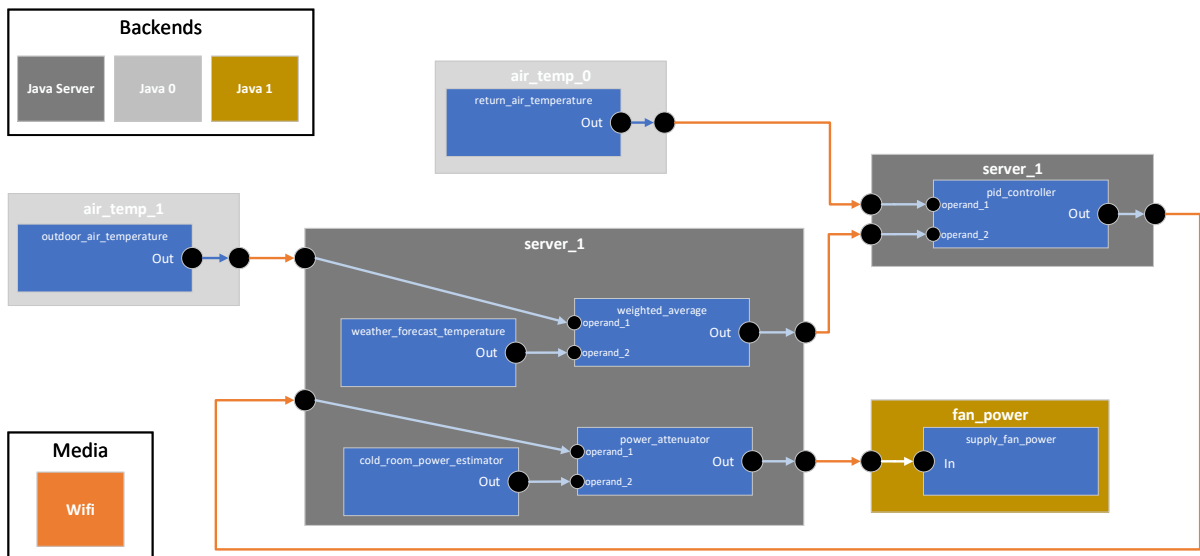 Backends
Java Server
Java 0
Java 1
air_temp_0
return_air_temperature
Out
server_1
pid_controller
operand_1
Out
operand_2
air_temp_1
outdoor_air_temperature
Out
server_1
weighted_average
operand_1
Out
operand_2
weather_forecast_temperature
Out
power_attenuator
operand_1
Out
operand_2
cold_room_power_estimator
Out
fan_power
supply_fan_power
In
Media
Wifi